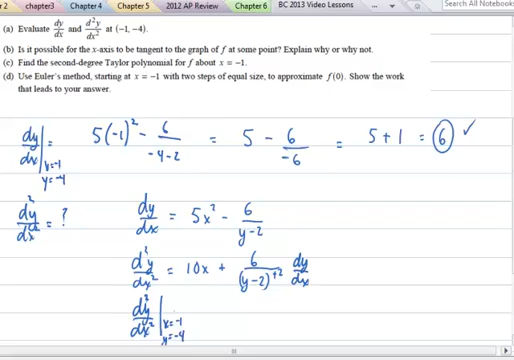 r 2 chapter3 Chapter 4 Chapter 5 2012 AP Review Chapter 6 BC 2013 Video Lessons ...
(a) Evaluate dy/dx and d²y/dx² at (−1, −4).
(b) Is it possible for the x-axis to be tangent to the graph of f at some point? Explain why or why not.
(c) Find the second-degree Taylor polynomial for f about x = −1.
(d) Use Euler's method, starting at x = −1 with two steps of equal size, to approximate f(0). Show the work
that leads to your answer.
dy/dx | x=-1 y=-4 = 5(-1)² - 6/(-4-2) = 5 - 6/(-6) = 5+1 = 6 ✓
d²y/dx² = ? dy/dx = 5x² - 6/(y-2)
d²y/dx² = 10x + 6/(y-2)^+2 dy/dx
d²y/dx² | x=-1 y=-4